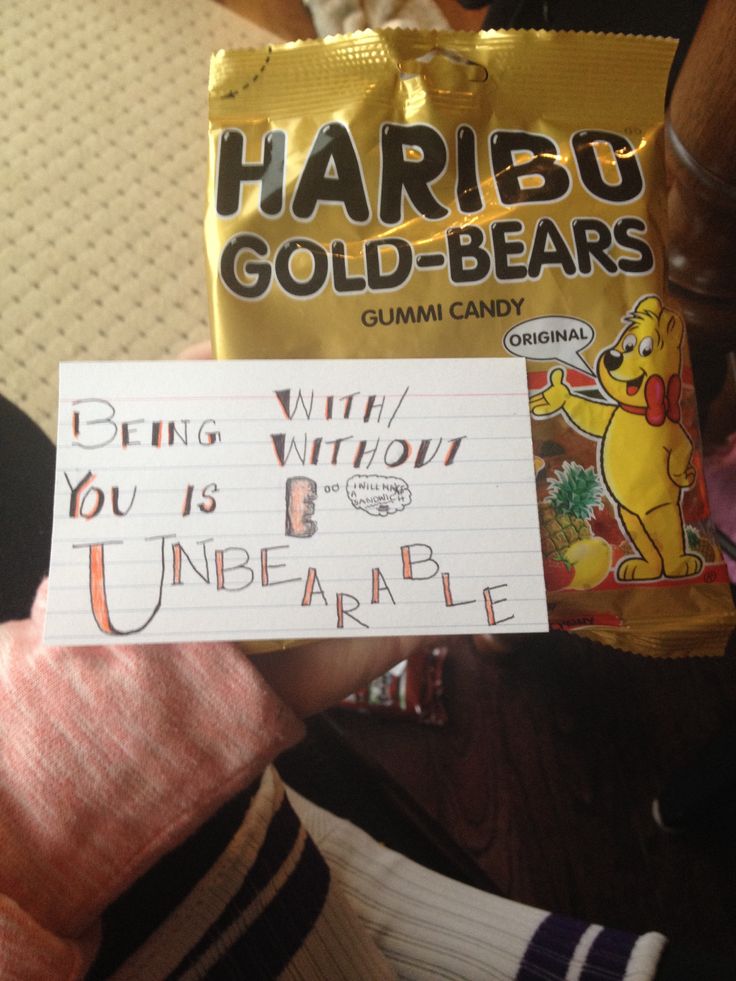 HARIBO
GOLD-BEARS
GUMMI CANDY
ORIGINAL
BEING WITH/
WITHOUT
YOU IS
I WILL MAKE
A
SANDWICH
UNBEARABLE